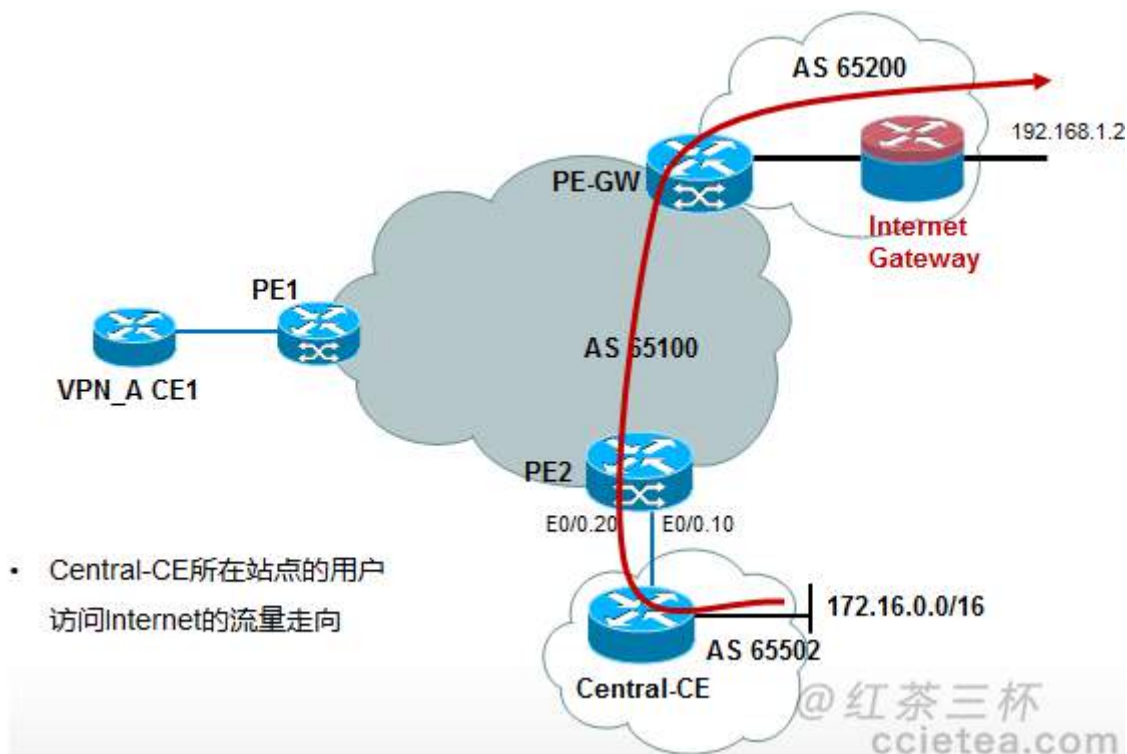 AS 65200
192.168.1.2
PE-GW
Internet
Gateway
PE1
VPN_A CE1
AS 65100
PE2
E0/0.20
E0/0.10
• Central-CE所在站点的用户
访问Internet的流量走向
172.16.0.0/16
AS 65502
Central-CE
@红茶三杯
ccietea.com